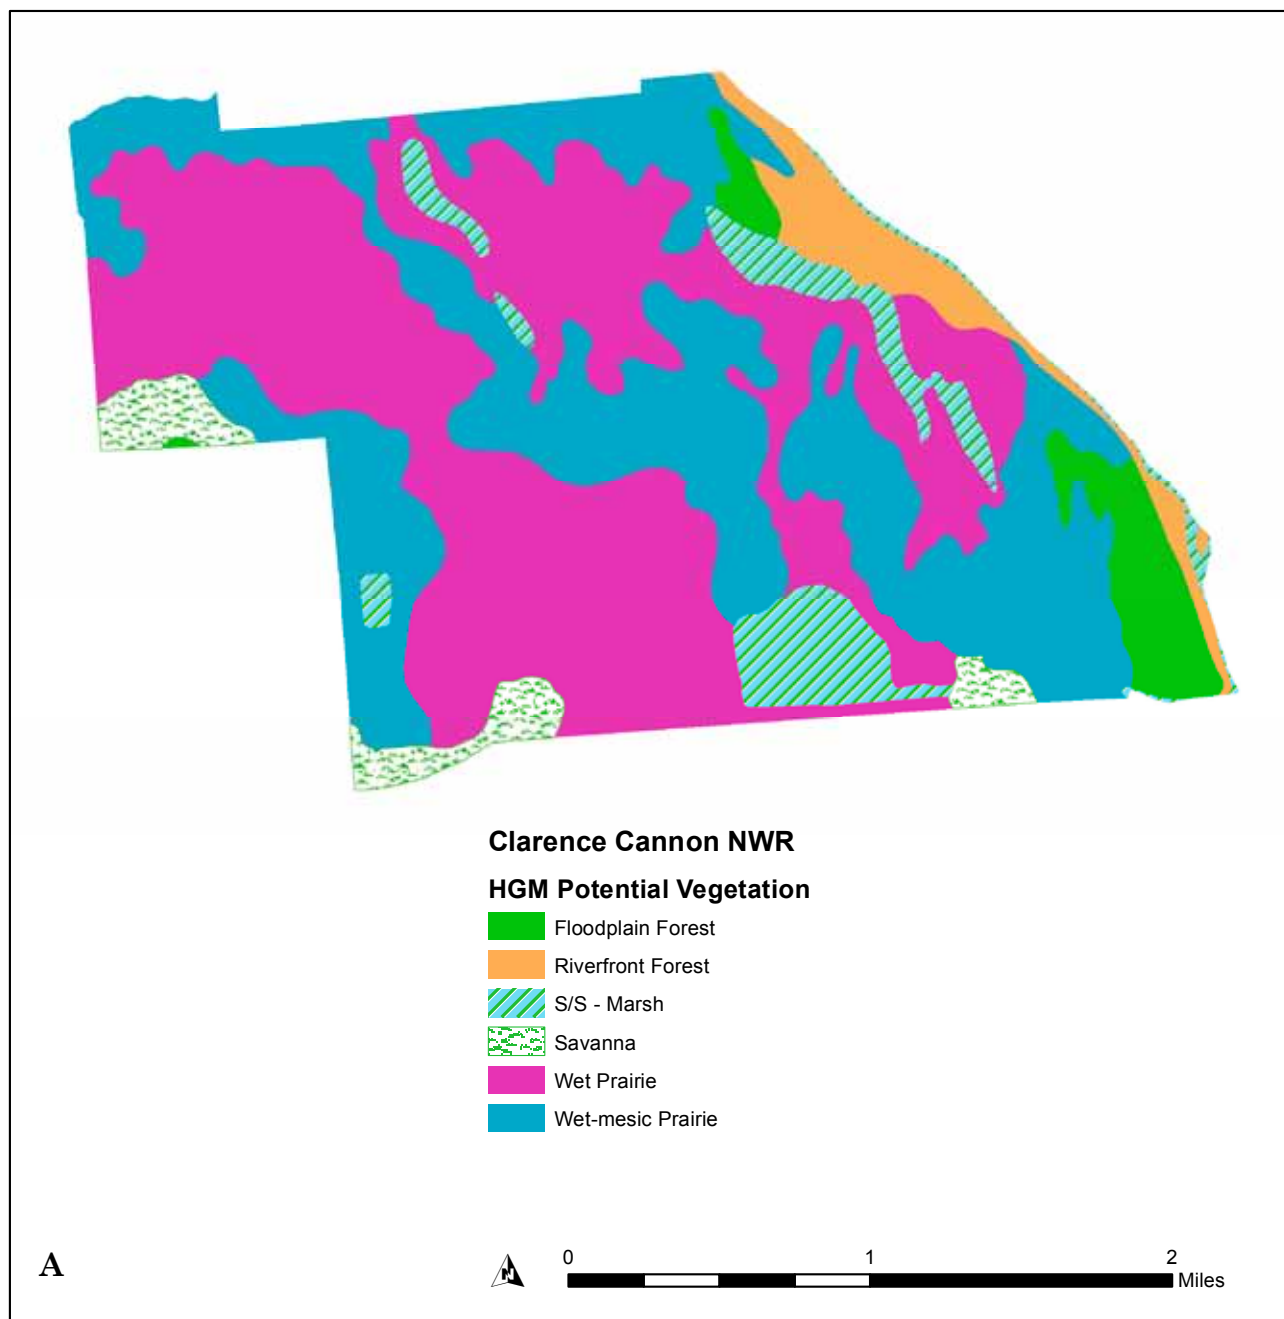 Clarence Cannon NWR
HGM Potential Vegetation
Floodplain Forest
Riverfront Forest
S/S - Marsh
Savanna
Wet Prairie
Wet-mesic Prairie
A
N
0 1 2
Miles